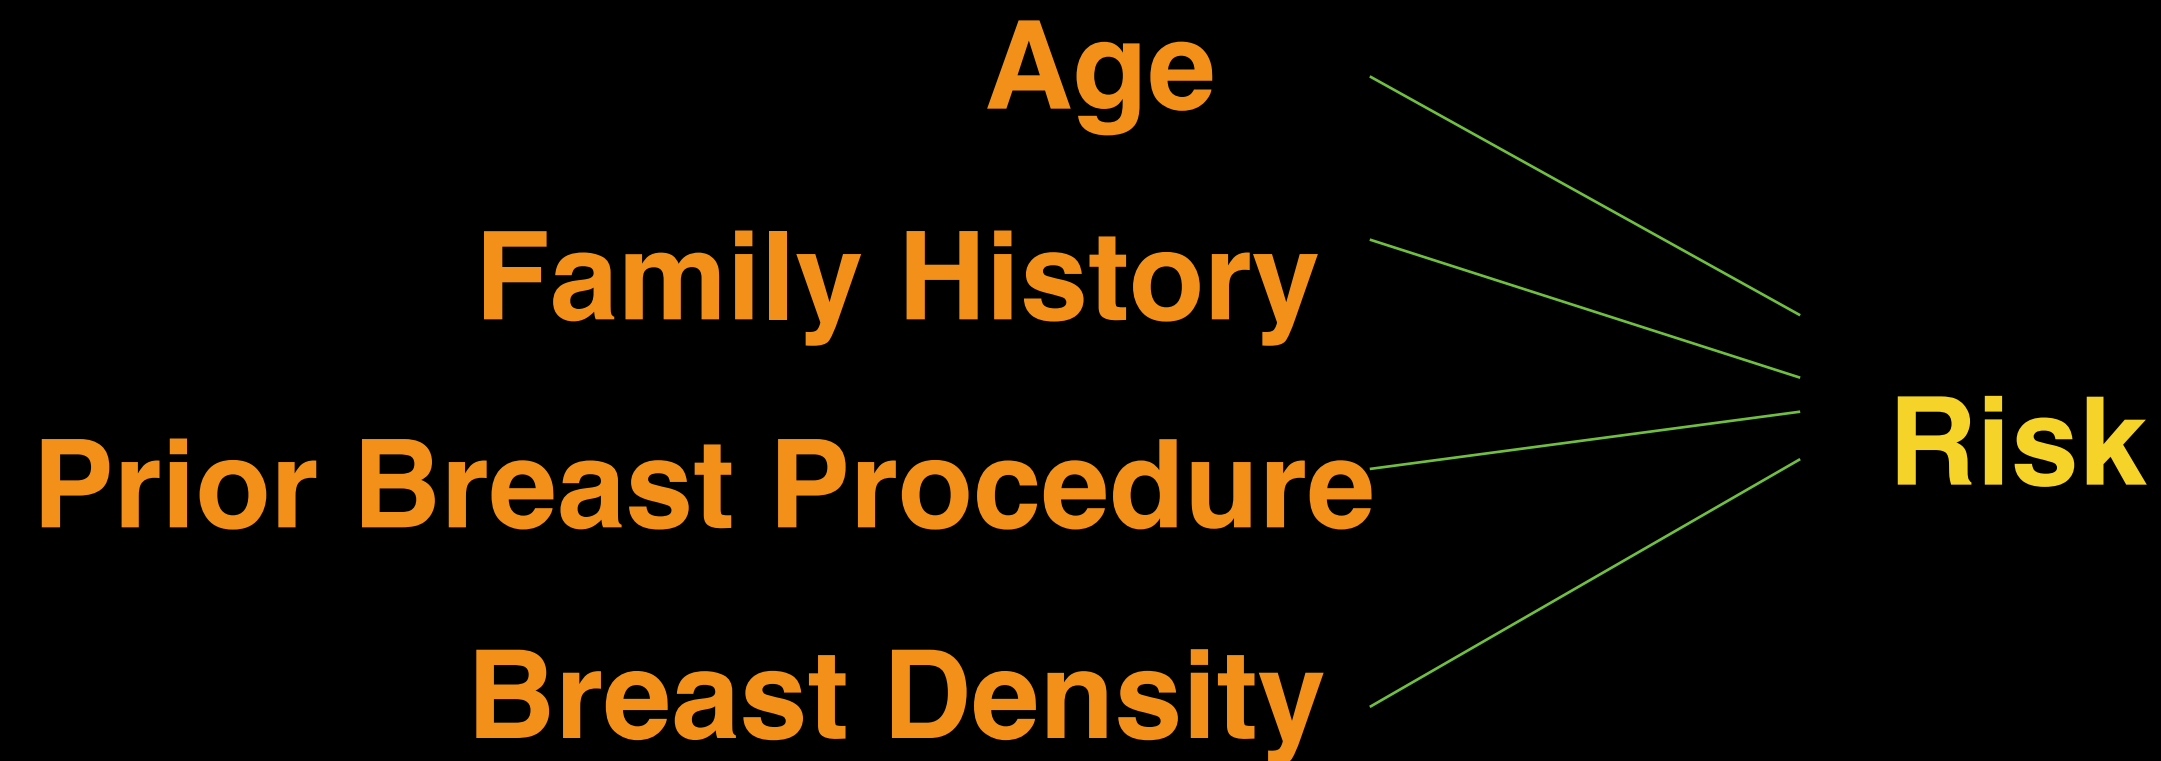 Age
Family History
Prior Breast Procedure
Risk
Breast Density